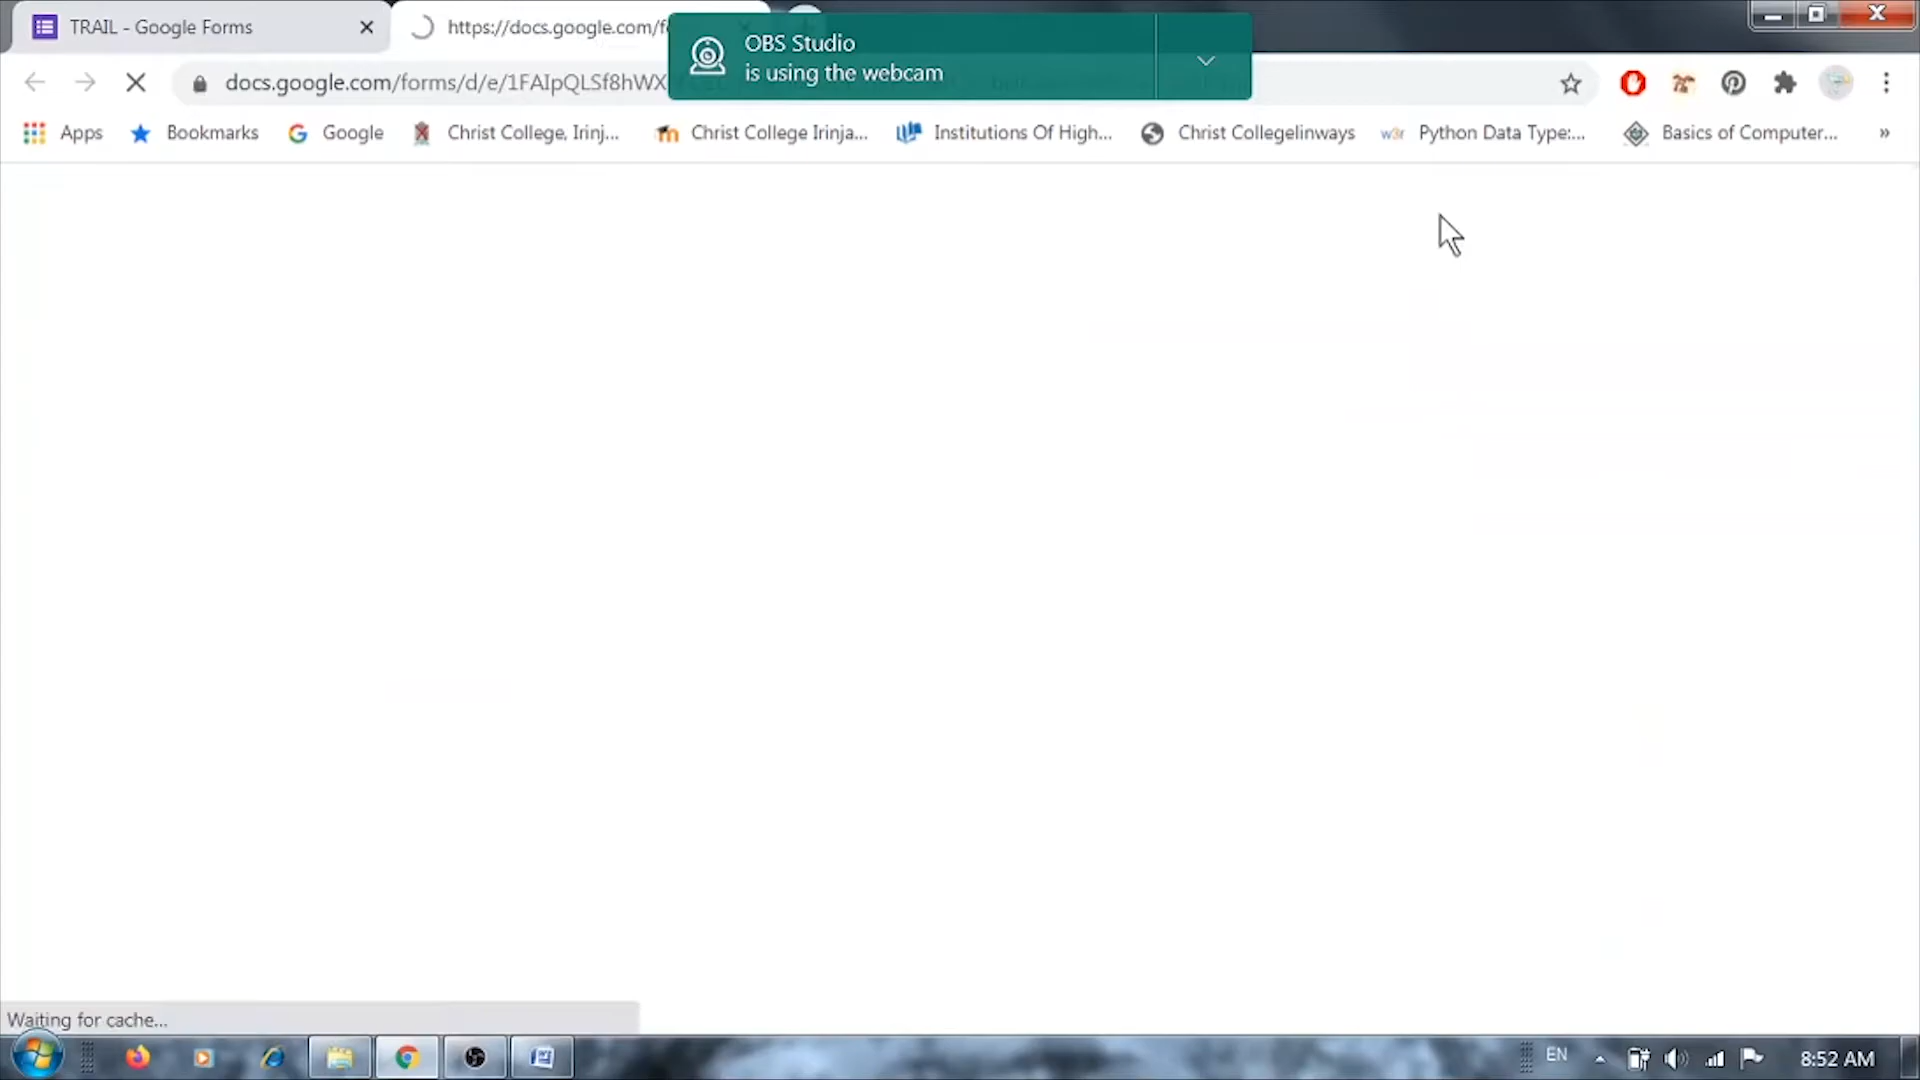 TRAIL - Google Forms
https://docs.google.com/f
OBS Studio
is using the webcam
docs.google.com/forms/d/e/1FAIpQLSf8hWX
Apps
Bookmarks
Google
Christ College, Irinj...
Christ College Irinja...
Institutions Of High...
Christ Collegelinways
Python Data Type:...
Basics of Computer...
Waiting for cache...
EN
8:52 AM